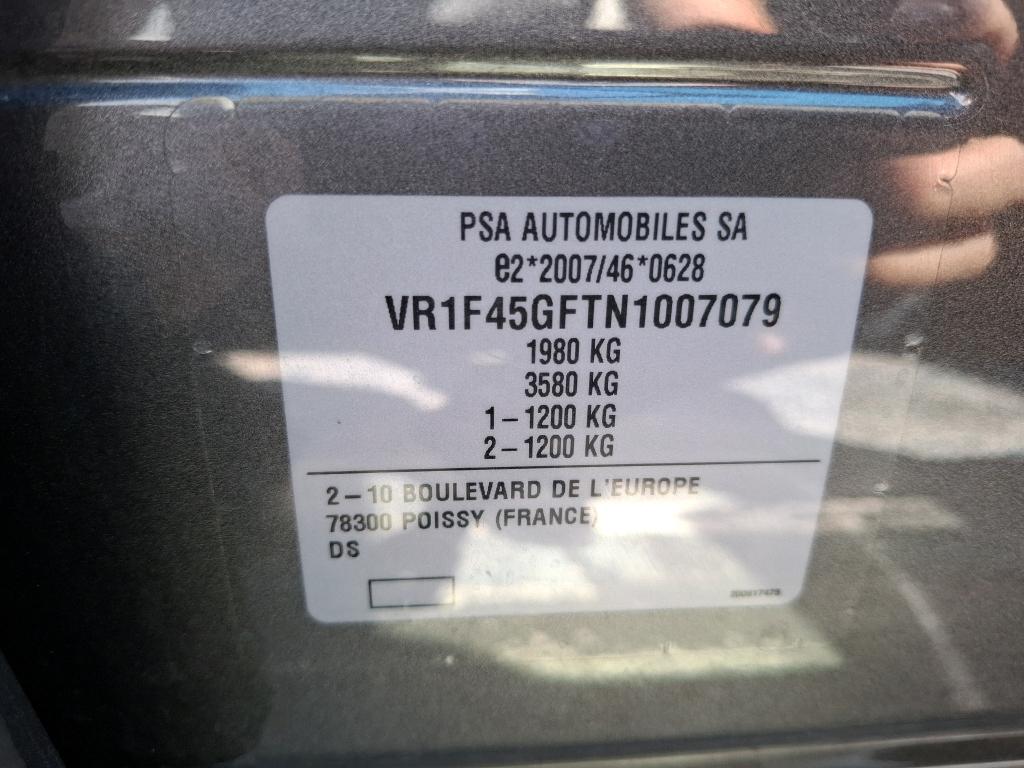 PSA AUTOMOBILES SA
e2*2007/46*0628
VR1F45GFTN1007079
1980 KG
3580 KG
1-1200 KG
2-1200 KG
2-10 BOULEVARD DE L'EUROPE
78300 POISSY (FRANCE)
DS